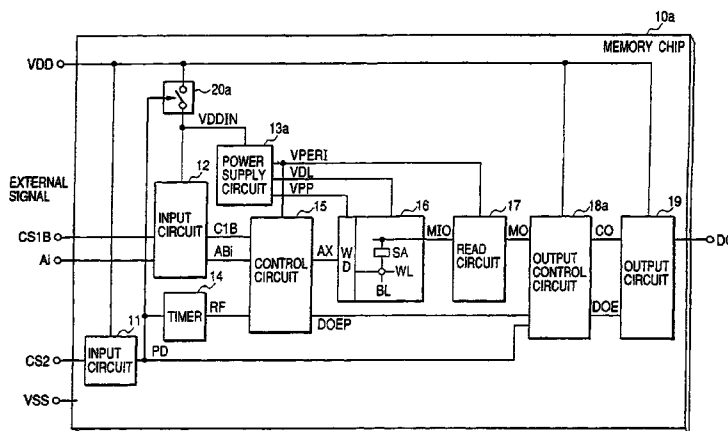 10a
MEMORY CHIP
VDD
20a
VDDIN
13a
12
POWER
SUPPLY
CIRCUIT
VPERI
VDL
VPP
EXTERNAL
SIGNAL
15
16
17
18a
19
CS1B
INPUT
CIRCUIT
C1B
CONTROL
CIRCUIT
AX
W
D
SA
WL
BL
MIO
READ
CIRCUIT
MO
OUTPUT
CONTROL
CIRCUIT
CO
OUTPUT
CIRCUIT
Ai
ABi
14
TIMER
RF
DOEP
DOE
11
CS2
INPUT
CIRCUIT
PD
VSS